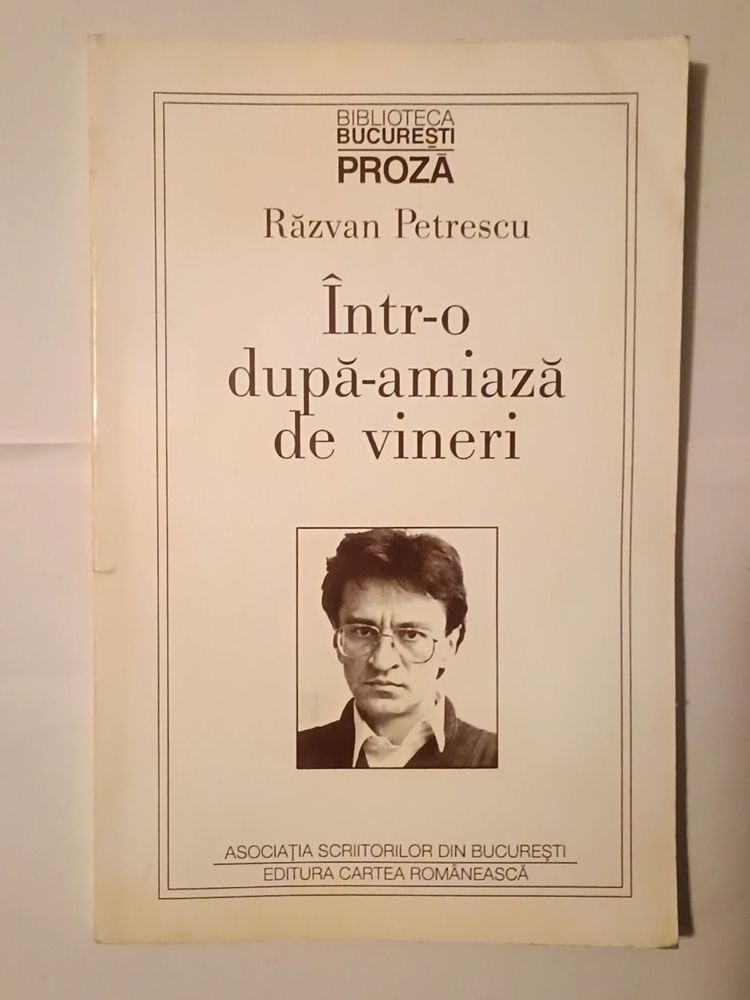 BIBLIOTECA
BUCUREȘTI
PROZĂ
Răzvan Petrescu
Într-o
după-amiază
de vineri
ASOCIAȚIA SCRIITORILOR DIN BUCUREȘTI
EDITURA CARTEA ROMÂNEASCĂ